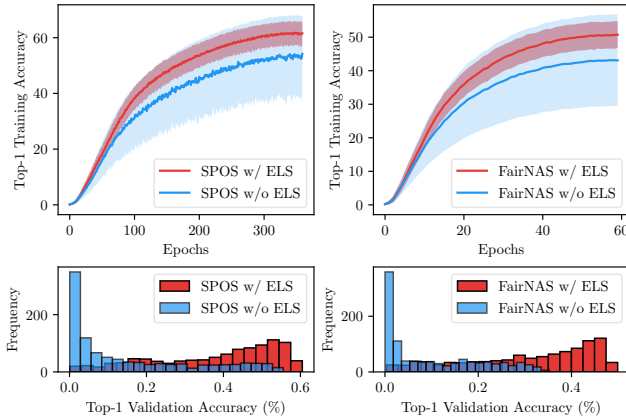 Top-1 Training Accuracy
60
40
20
0
SPOS w/ ELS
SPOS w/o ELS
0 100 200 300
Epochs
Top-1 Training Accuracy
50
40
30
20
10
0
FairNAS w/ ELS
FairNAS w/o ELS
0 20 40 60
Epochs
Frequency
200
0
SPOS w/ ELS
SPOS w/o ELS
0.0 0.2 0.4 0.6
Top-1 Validation Accuracy (%)
Frequency
200
0
FairNAS w/ ELS
FairNAS w/o ELS
0.0 0.2 0.4
Top-1 Validation Accuracy (%)